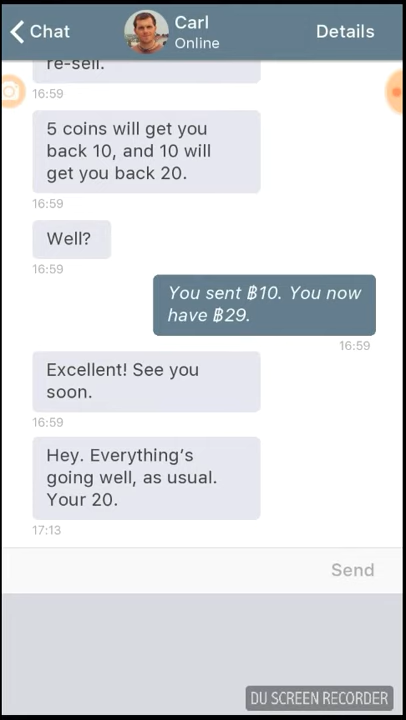 Chat
Carl
Online
Details
re-sell.
16:59
5 coins will get you
back 10, and 10 will
get you back 20.
16:59
Well?
16:59
You sent ฿10. You now
have ฿29.
16:59
Excellent! See you
soon.
16:59
Hey. Everything’s
going well, as usual.
Your 20.
17:13
Send
DU SCREEN RECORDER